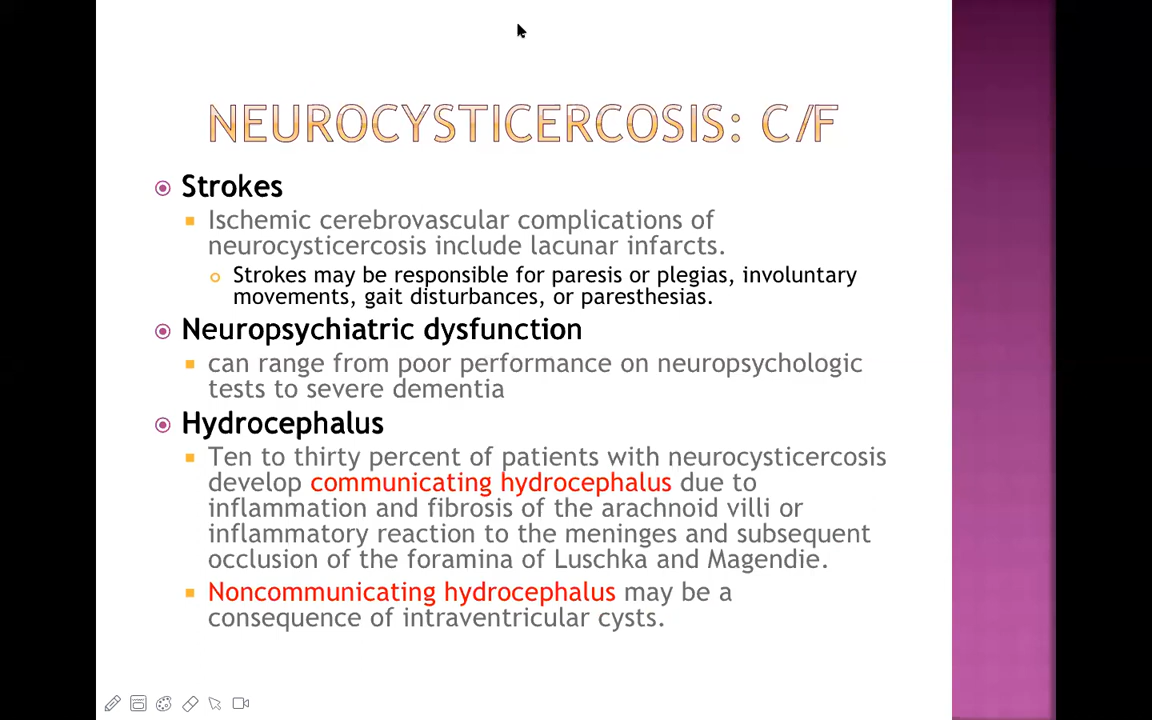 NEUROCYSTICERCOSIS: C/F
Strokes
Ischemic cerebrovascular complications of
neurocysticercosis include lacunar infarcts.
Strokes may be responsible for paresis or plegias, involuntary
movements, gait disturbances, or paresthesias.
Neuropsychiatric dysfunction
can range from poor performance on neuropsychologic
tests to severe dementia
Hydrocephalus
Ten to thirty percent of patients with neurocysticercosis
develop communicating hydrocephalus due to
inflammation and fibrosis of the arachnoid villi or
inflammatory reaction to the meninges and subsequent
occlusion of the foramina of Luschka and Magendie.
Noncommunicating hydrocephalus may be a
consequence of intraventricular cysts.